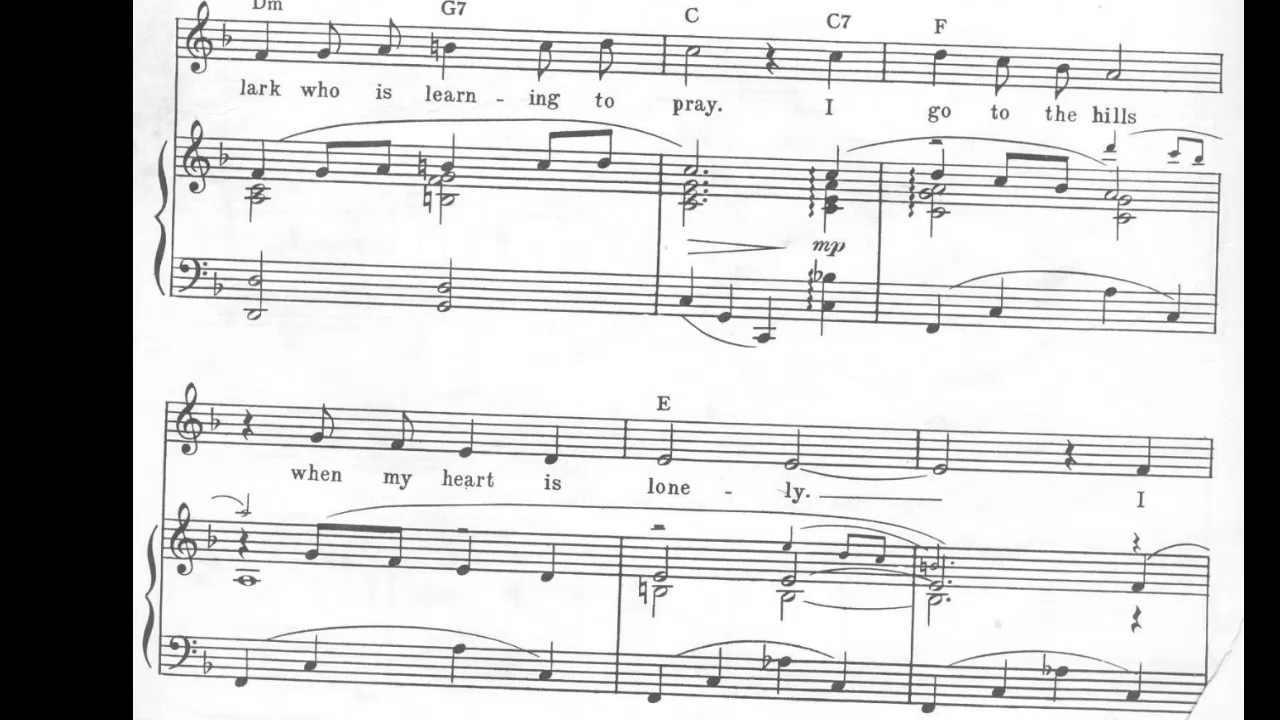 Dm G7 C C7 F
lark who is learn - ing to pray. I go to the hills
mp
E
when my heart is lone - ly. I